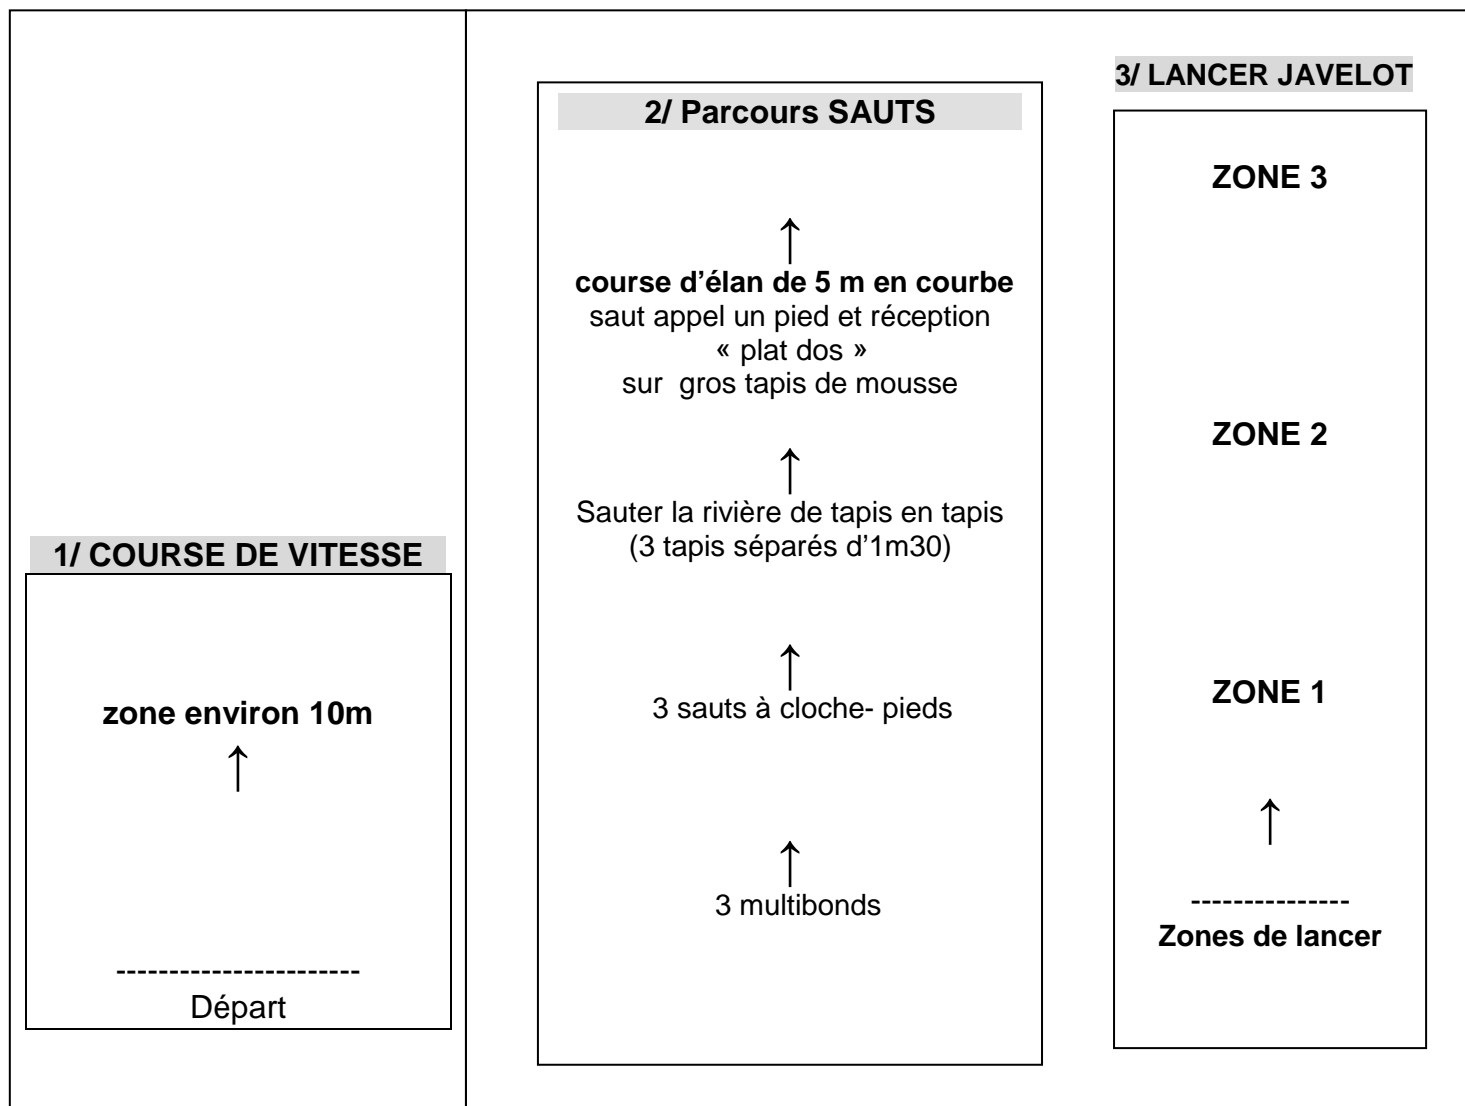 1/ COURSE DE VITESSE
zone environ 10m
↑
-----------------------
Départ
2/ Parcours SAUTS
↑
course d'élan de 5 m en courbe
saut appel un pied et réception
« plat dos »
sur gros tapis de mousse
↑
Sauter la rivière de tapis en tapis
(3 tapis séparés d'1m30)
↑
3 sauts à cloche- pieds
↑
3 multibonds
3/ LANCER JAVELOT
ZONE 3
ZONE 2
ZONE 1
↑
---------------
Zones de lancer